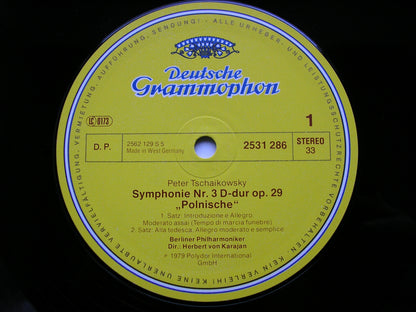 KEINE VERMIETUNG, AUFFÜHRUNG, SENDUNG! · ALLE URHEBER- UND LEISTUNGSSCHUTZRECHTE VORBEHALTEN · KEIN VERLEIH! KEINE UNERLAUBTE VERVIELFÄLTIGUNG,
Deutsche
Grammophon
LC 0173
1
D. P.
2562 129 S 5
Made in West Germany
2531 286
STEREO
33
Peter Tschaikowsky
Symphonie Nr. 3 D-dur op. 29
„Polnische“
1. Satz: Introduzione e Allegro.
Moderato assai (Tempo di marcia funebre)
2. Satz: Alla tedesca. Allegro moderato e semplice
Berliner Philharmoniker
Dir.: Herbert von Karajan
℗ 1979 Polydor International
GmbH